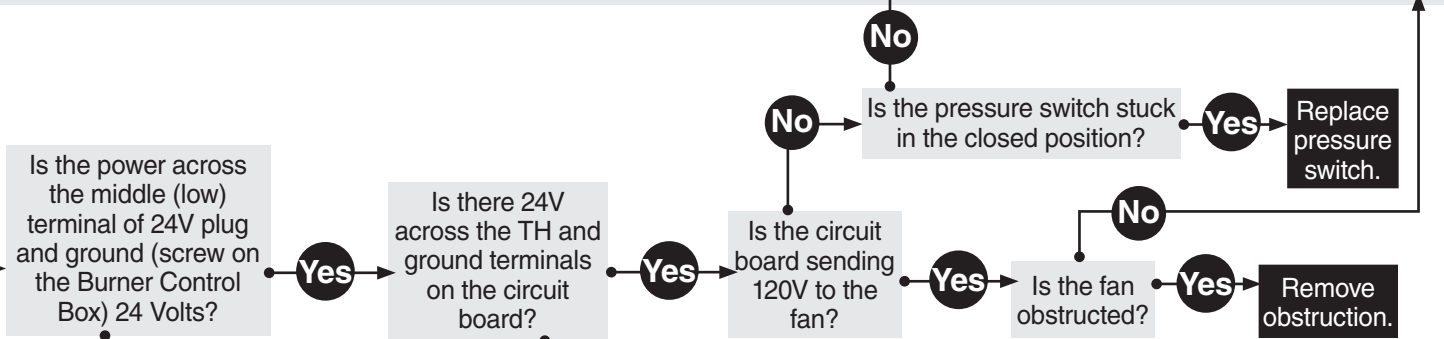 Is the power across
the middle (low)
terminal of 24V plug
and ground (screw on
the Burner Control
Box) 24 Volts?
Yes
Is there 24V
across the TH and
ground terminals
on the circuit
board?
Yes
Is the circuit
board sending
120V to the
fan?
No
Is the pressure switch stuck
in the closed position?
No
Yes
Replace
pressure
switch.
Yes
Is the fan
obstructed?
No
Yes
Remove
obstruction.